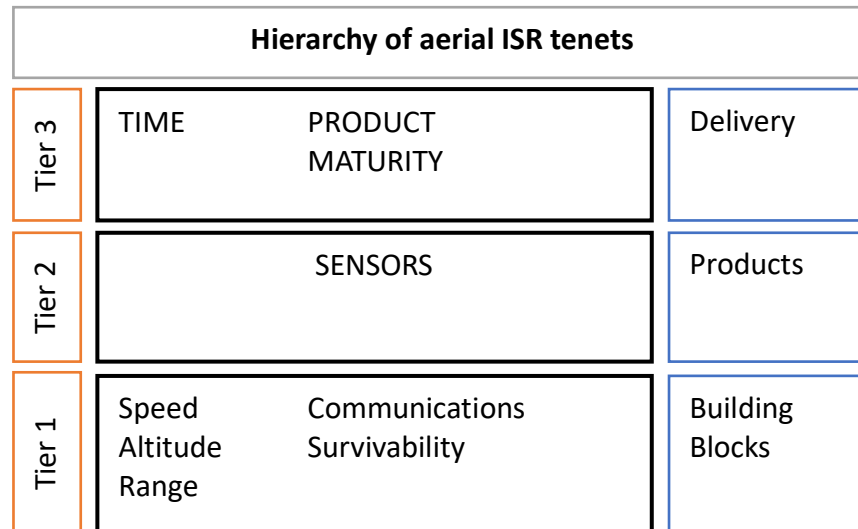 Hierarchy of aerial ISR tenets
Tier 3
TIME
PRODUCT
MATURITY
Delivery
Tier 2
SENSORS
Products
Tier 1
Speed
Altitude
Range
Communications
Survivability
Building
Blocks